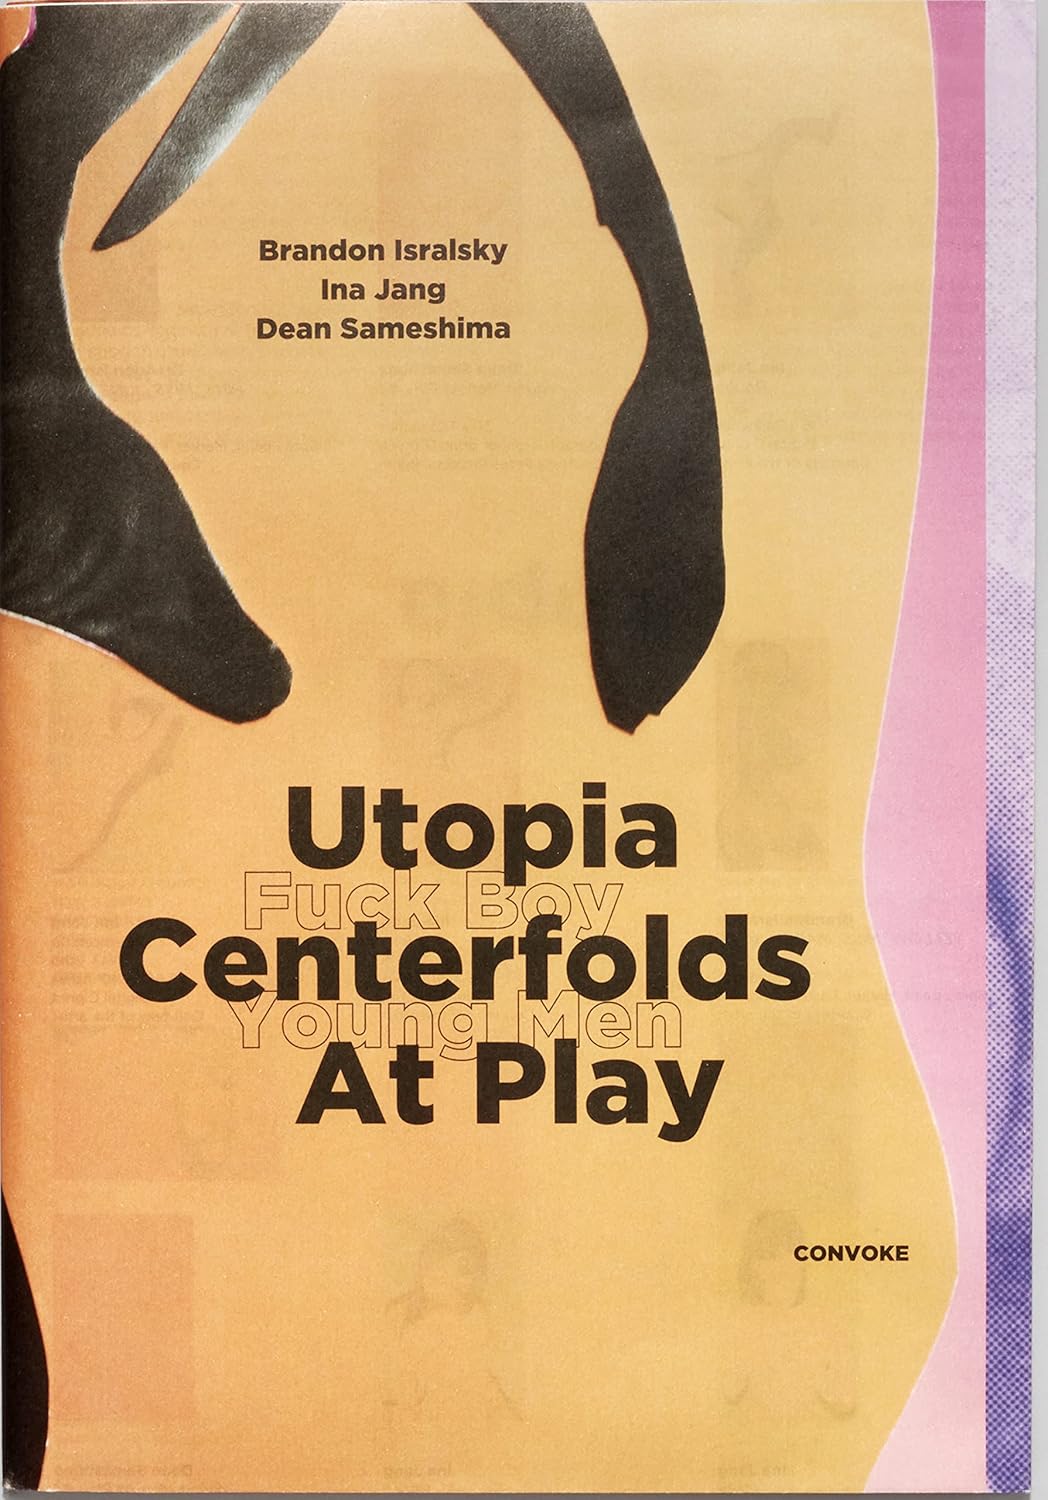 Brandon Isralsky
Ina Jang
Dean Sameshima
Utopia
Fuck Boy
Centerfolds
Young Men
At Play
CONVOKE